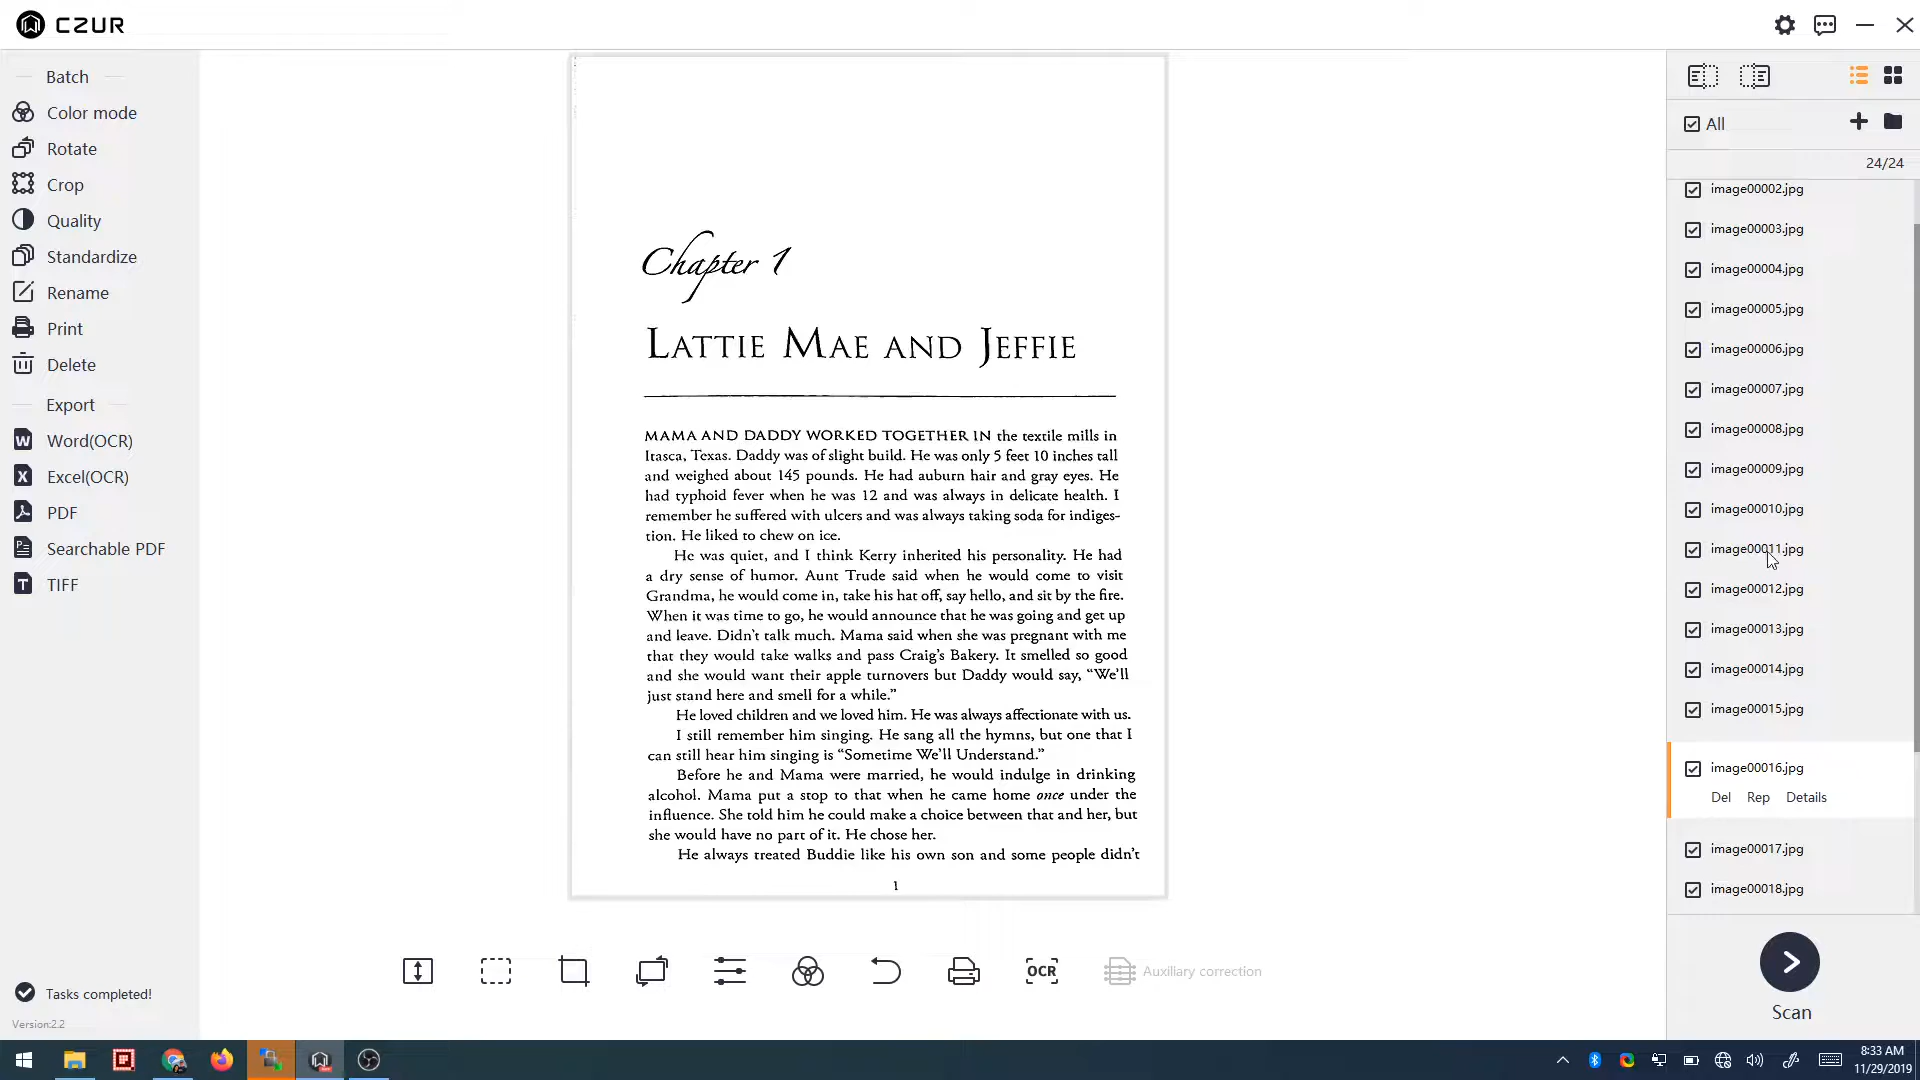 CZUR
Batch
Color mode
Rotate
Crop
Quality
Standardize
Rename
Print
Delete
Export
Word(OCR)
Excel(OCR)
PDF
Searchable PDF
TIFF
Tasks completed!
Version:2.2
Chapter 1
LATTIE MAE AND JEFFIE
MAMA AND DADDY WORKED TOGETHER IN the textile mills in
Itasca, Texas. Daddy was of slight build. He was only 5 feet 10 inches tall
and weighed about 145 pounds. He had auburn hair and gray eyes. He
had typhoid fever when he was 12 and was always in delicate health. I
remember he suffered with ulcers and was always taking soda for indiges-
tion. He liked to chew on ice.
He was quiet, and I think Kerry inherited his personality. He had
a dry sense of humor. Aunt Trude said when he would come to visit
Grandma, he would come in, take his hat off, say hello, and sit by the fire.
When it was time to go, he would announce that he was going and get up
and leave. Didn't talk much. Mama said when she was pregnant with me
that they would take walks and pass Craig's Bakery. It smelled so good
and she would want their apple turnovers but Daddy would say, "We'll
just stand here and smell for a while."
He loved children and we loved him. He was always affectionate with us.
I still remember him singing. He sang all the hymns, but one that I
can still hear him singing is "Sometime We'll Understand."
Before he and Mama were married, he would indulge in drinking
alcohol. Mama put a stop to that when he came home once under the
influence. She told him he could make a choice between that and her, but
she would have no part of it. He chose her.
He always treated Buddie like his own son and some people didn't
1
OCR
Auxiliary correction
All
24/24
image00002.jpg
image00003.jpg
image00004.jpg
image00005.jpg
image00006.jpg
image00007.jpg
image00008.jpg
image00009.jpg
image00010.jpg
image00011.jpg
image00012.jpg
image00013.jpg
image00014.jpg
image00015.jpg
image00016.jpg
Del Rep Details
image00017.jpg
image00018.jpg
Scan
8:33 AM
11/29/2019